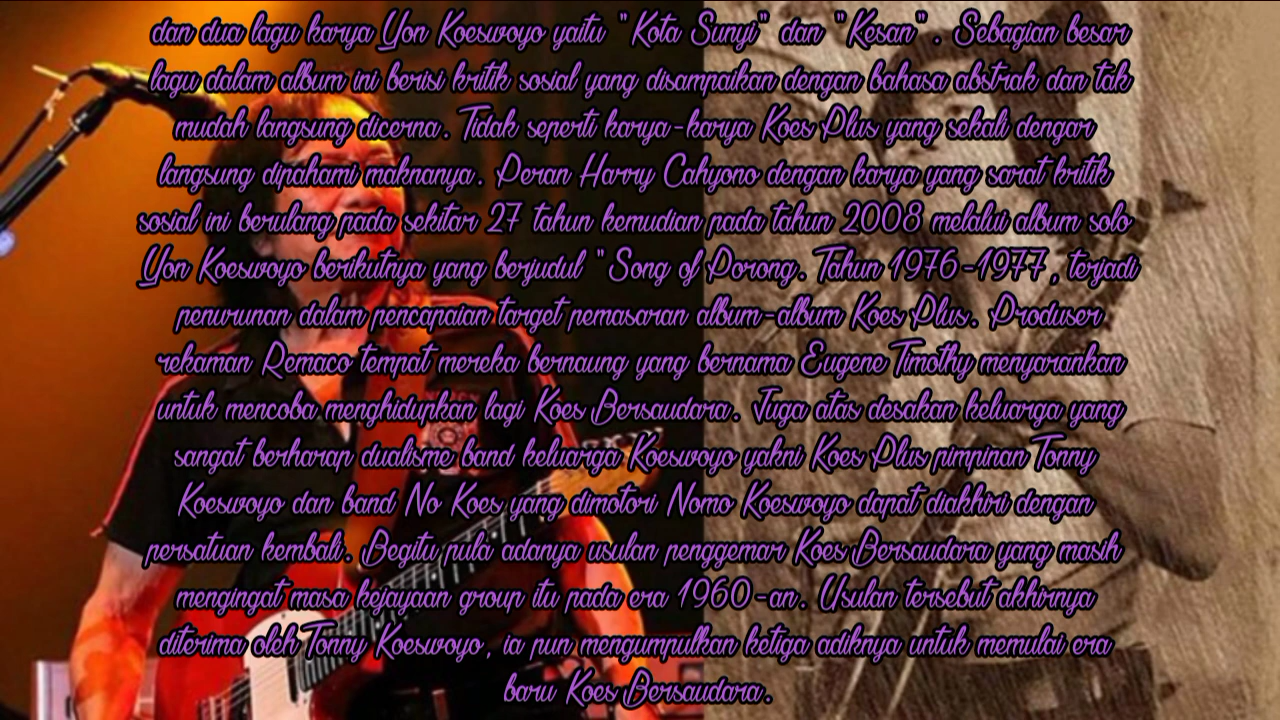 dan dua lagu karya Yon Koeswoyo yaitu "Kota Sunyi" dan "Kesan". Sebagian besar
lagu dalam album ini berisi kritik sosial yang disampaikan dengan bahasa abstrak dan tak
mudah langsung dicerna. Tidak seperti karya-karya Koes Plus yang sekali dengar
langsung dipahami maknanya. Peran Harry Cahyono dengan karya yang sarat kritik
sosial ini berulang pada sekitar 27 tahun kemudian pada tahun 2008 melalui album solo
Yon Koeswoyo berikutnya yang berjudul "Song of Porong. Tahun 1976-1977, terjadi
penurunan dalam pencapaian target pemasaran album-album Koes Plus. Produser
rekaman Remaco tempat mereka bernaung yang bernama Eugene Timothy menyarankan
untuk mencoba menghidupkan lagi Koes Bersaudara. Juga atas desakan keluarga yang
sangat berharap dualisme band keluarga Koeswoyo yakni Koes Plus pimpinan Tonny
Koeswoyo dan band No Koes yang dimotori Nomo Koeswoyo dapat diakhiri dengan
persatuan kembali. Begitu pula adanya usulan penggemar Koes Bersaudara yang masih
mengingat masa kejayaan group itu pada era 1960-an. Usulan tersebut akhirnya
diterima oleh Tonny Koeswoyo, ia pun mengumpulkan ketiga adiknya untuk memulai era
baru Koes Bersaudara.